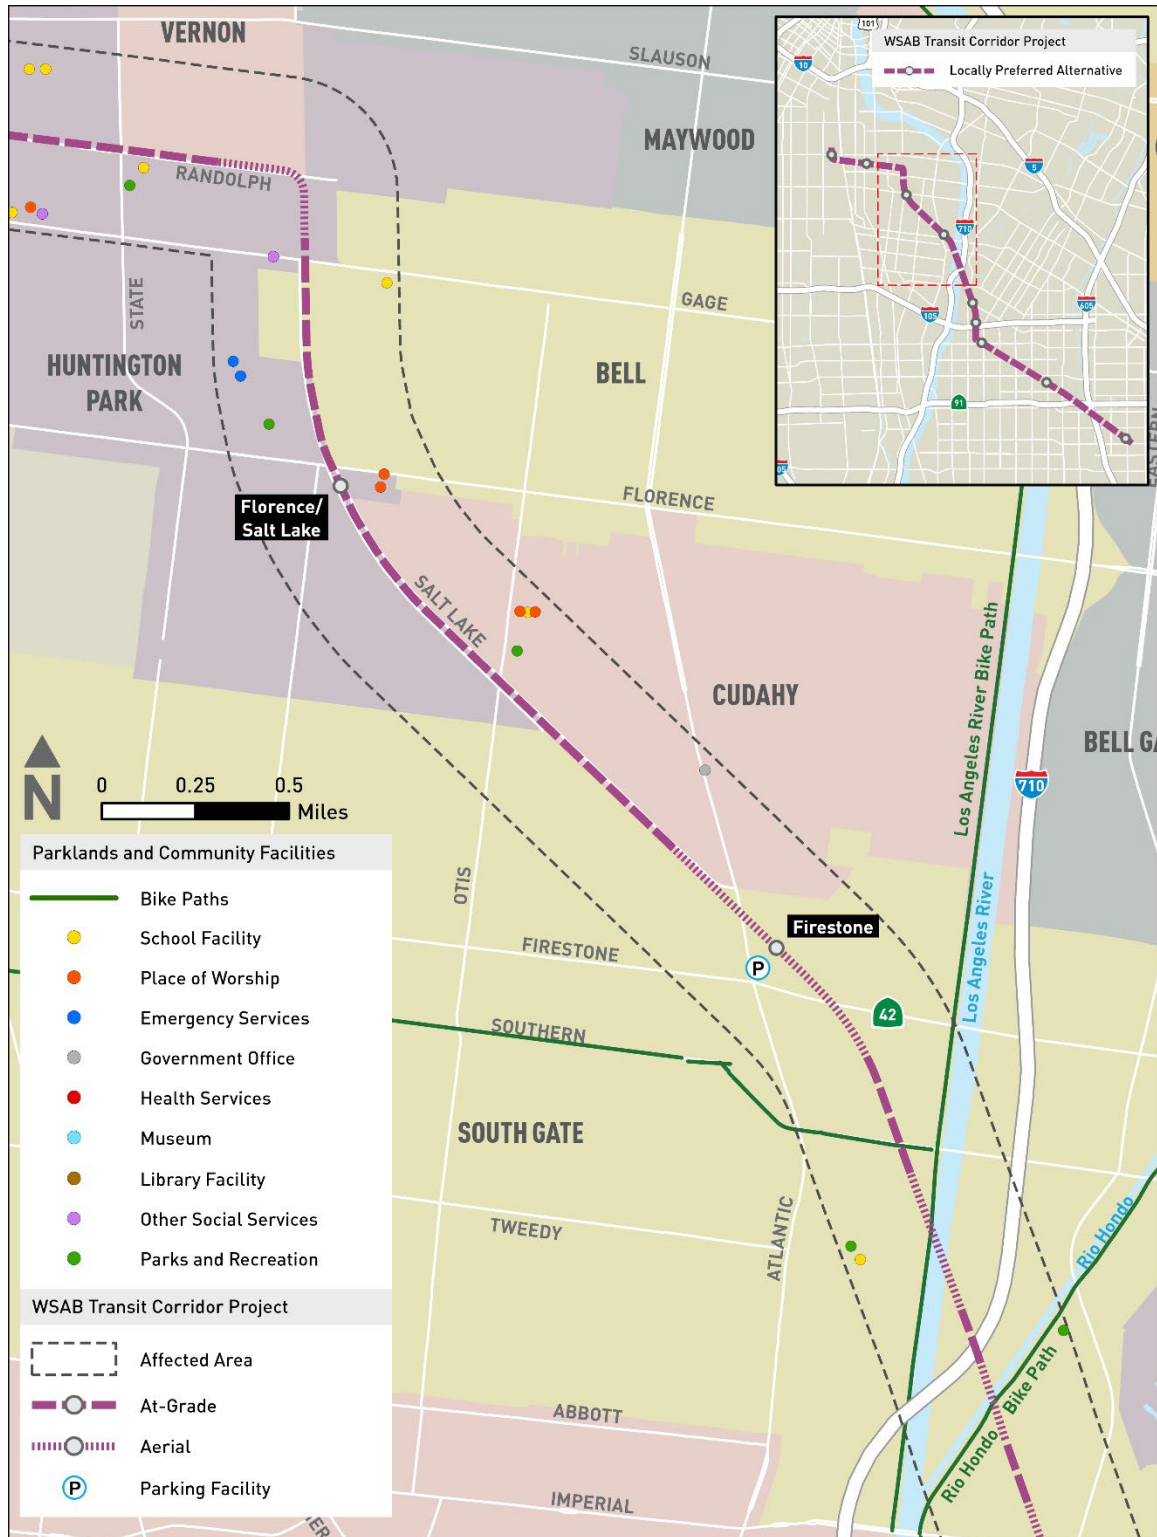 VERNON
SLAUSON
MAYWOOD
RANDOLPH
STATE
GAGE
HUNTINGTON
PARK
BELL
FLORENCE
Florence/
Salt Lake
SALT LAKE
CUDAHY
Los Angeles River Bike Path
BELL GA
710
OTIS
Firestone
FIRESTONE
P
42
Los Angeles River
SOUTHERN
SOUTH GATE
TWEEDY
ATLANTIC
Rio Hondo
Rio Hondo Bike Path
ABBOTT
IMPERIAL
EASTERN
101
WSAB Transit Corridor Project
Locally Preferred Alternative
10
5
710
105
605
91
N
0 0.25 0.5
Miles
Parklands and Community Facilities
Bike Paths
School Facility
Place of Worship
Emergency Services
Government Office
Health Services
Museum
Library Facility
Other Social Services
Parks and Recreation
WSAB Transit Corridor Project
Affected Area
At-Grade
Aerial
P Parking Facility